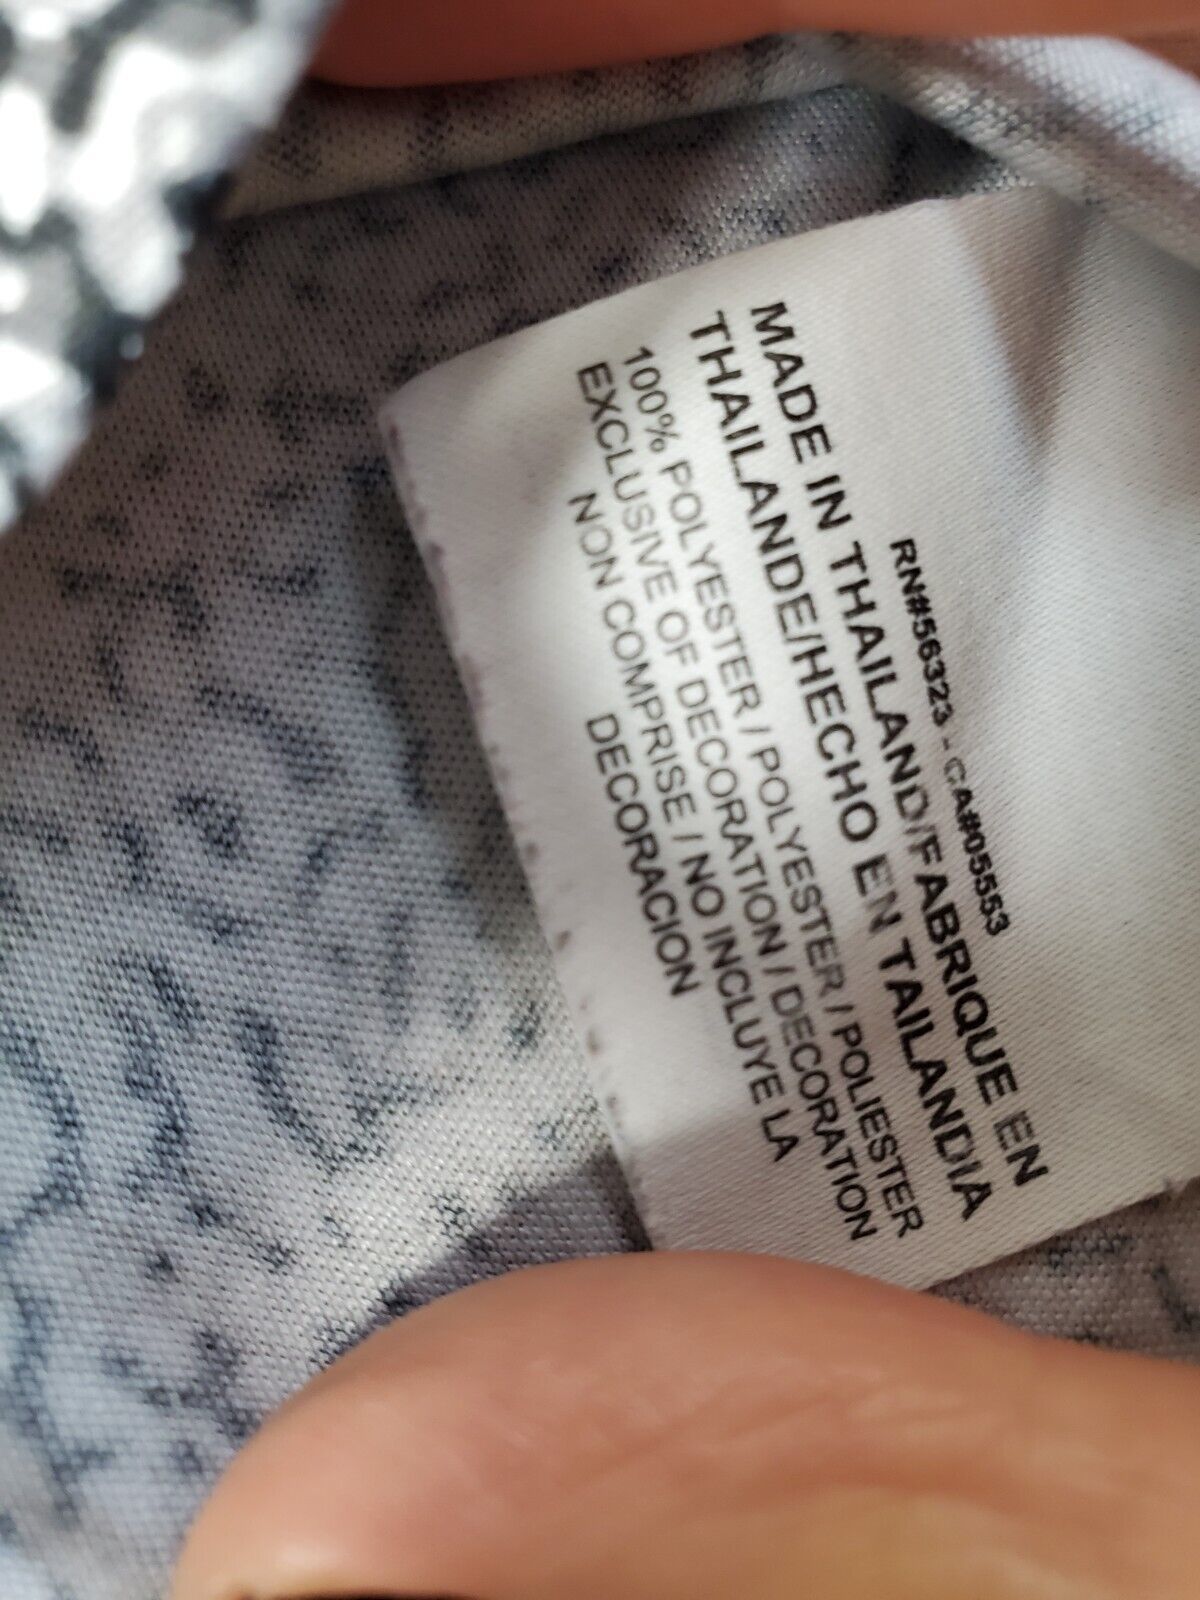 RN#56323 - CA#05553
MADE IN THAILAND/FABRIQUE EN
THAILANDE/HECHO EN TAILANDIA
100% POLYESTER / POLYESTER / POLIESTER
EXCLUSIVE OF DECORATION / DECORATION
NON COMPRISE / NO INCLUYE LA
DECORACION